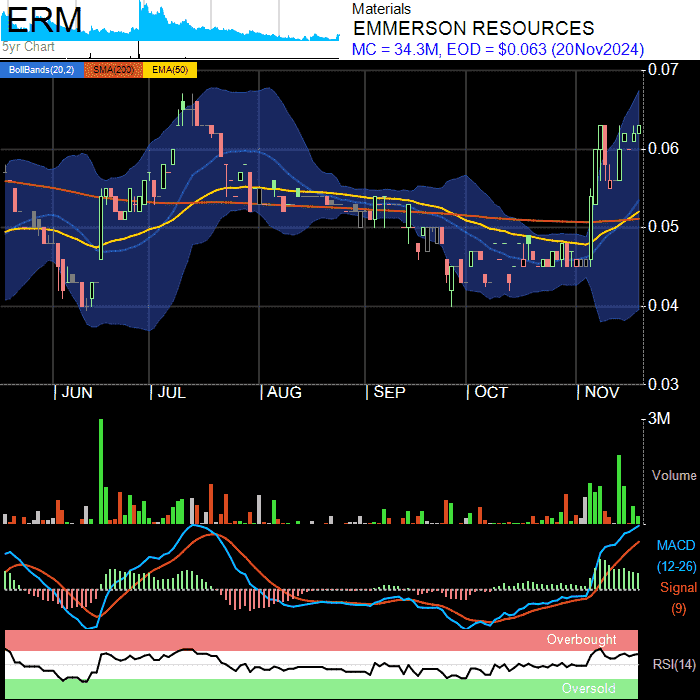 ERM
5yr Chart
Materials
EMMERSON RESOURCES
MC = 34.3M, EOD = $0.063 (20Nov2024)
BollBands(20,2) SMA(200) EMA(50)
0.07
0.06
0.05
0.04
0.03
JUN JUL AUG SEP OCT NOV
3M
Volume
MACD
(12-26)
Signal
(9)
Overbought
RSI(14)
Oversold